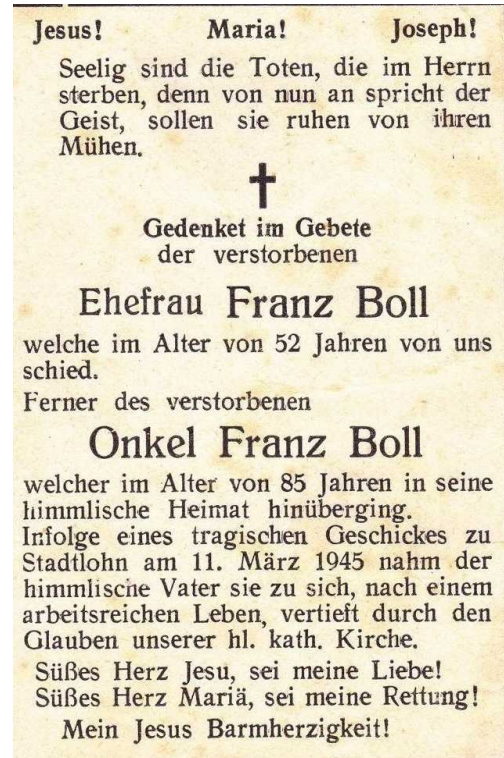 Jesus! Maria! Joseph!
Seelig sind die Toten, die im Herrn
sterben, denn von nun an spricht der
Geist, sollen sie ruhen von ihren
Mühen.
Gedenket im Gebete
der verstorbenen
Ehefrau Franz Boll
welche im Alter von 52 Jahren von uns
schied.
Ferner des verstorbenen
Onkel Franz Boll
welcher im Alter von 85 Jahren in seine
himmlische Heimat hinüberging.
Infolge eines tragischen Geschickes zu
Stadtlohn am 11. März 1945 nahm der
himmlische Vater sie zu sich, nach einem
arbeitsreichen Leben, vertieft durch den
Glauben unserer hl. kath. Kirche.
Süßes Herz Jesu, sei meine Liebe!
Süßes Herz Mariä, sei meine Rettung!
Mein Jesus Barmherzigkeit!